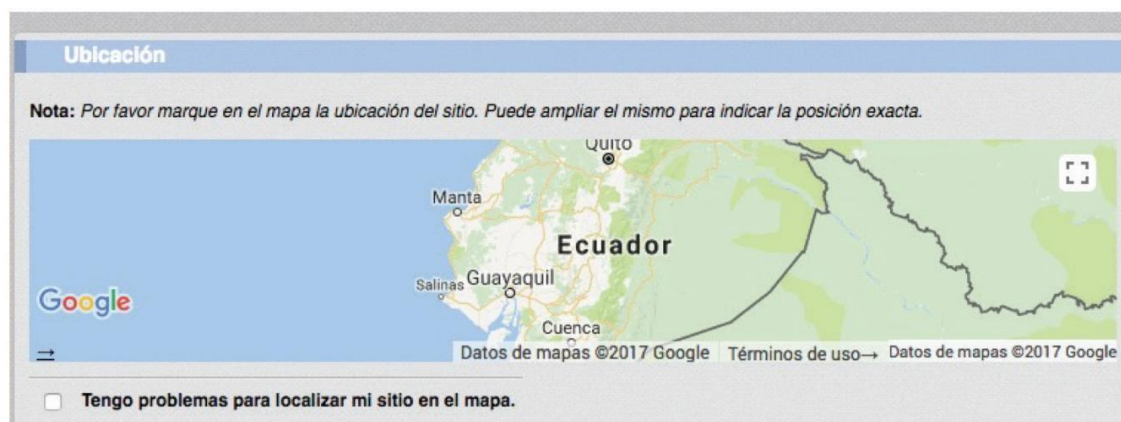 Ubicación
Nota: Por favor marque en el mapa la ubicación del sitio. Puede ampliar el mismo para indicar la posición exacta.
Quito
Manta
Ecuador
Salinas Guayaquil
Google
Cuenca
→ Datos de mapas ©2017 Google Términos de uso→ Datos de mapas ©2017 Google
Tengo problemas para localizar mi sitio en el mapa.